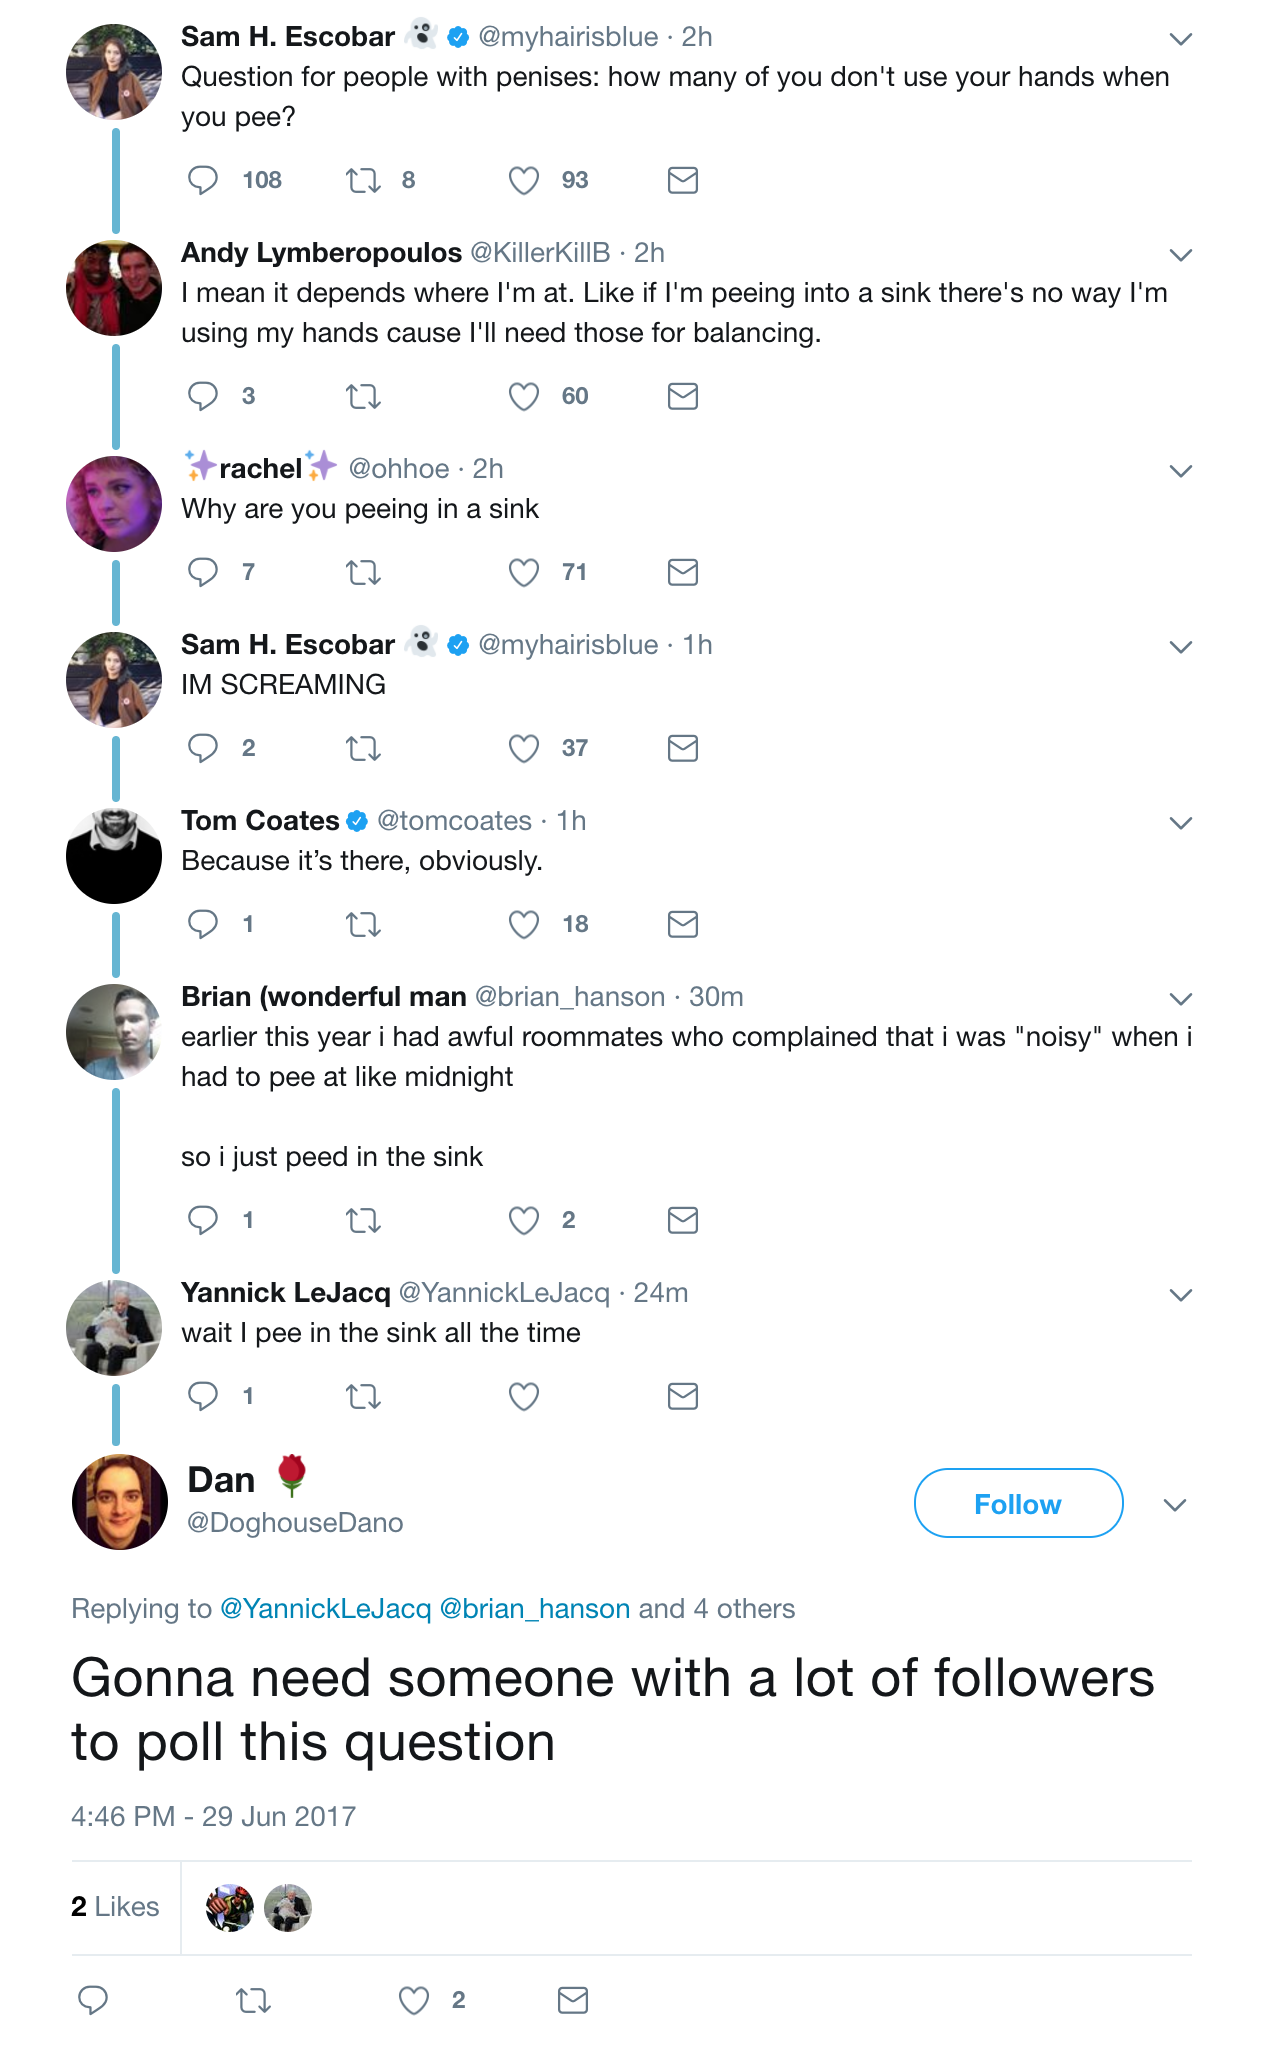 Sam H. Escobar 👻 @myhairisblue · 2h
Question for people with penises: how many of you don't use your hands when
you pee?
108 8 93
Andy Lymberopoulos @KillerKillB · 2h
I mean it depends where I'm at. Like if I'm peeing into a sink there's no way I'm
using my hands cause I'll need those for balancing.
3 60
✨rachel✨ @ohhoe · 2h
Why are you peeing in a sink
7 71
Sam H. Escobar 👻 @myhairisblue · 1h
IM SCREAMING
2 37
Tom Coates @tomcoates · 1h
Because it’s there, obviously.
1 18
Brian (wonderful man @brian_hanson · 30m
earlier this year i had awful roommates who complained that i was "noisy" when i
had to pee at like midnight
so i just peed in the sink
1 2
Yannick LeJacq @YannickLeJacq · 24m
wait I pee in the sink all the time
1
Dan 🌹
@DoghouseDano
Follow
Replying to @YannickLeJacq @brian_hanson and 4 others
Gonna need someone with a lot of followers
to poll this question
4:46 PM - 29 Jun 2017
2 Likes
2